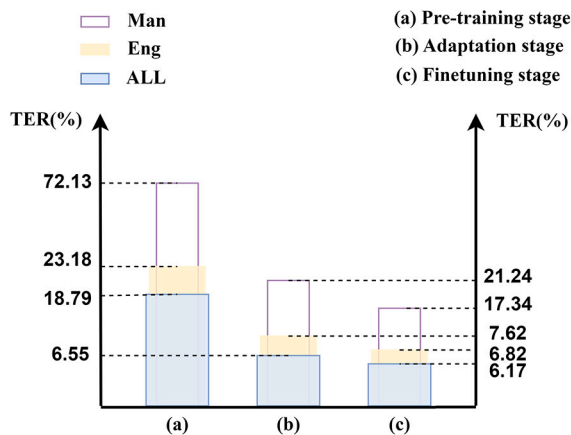 Man
Eng
ALL
(a) Pre-training stage
(b) Adaptation stage
(c) Finetuning stage
TER(%)
TER(%)
72.13
23.18
18.79
6.55
21.24
17.34
7.62
6.82
6.17
(a)
(b)
(c)